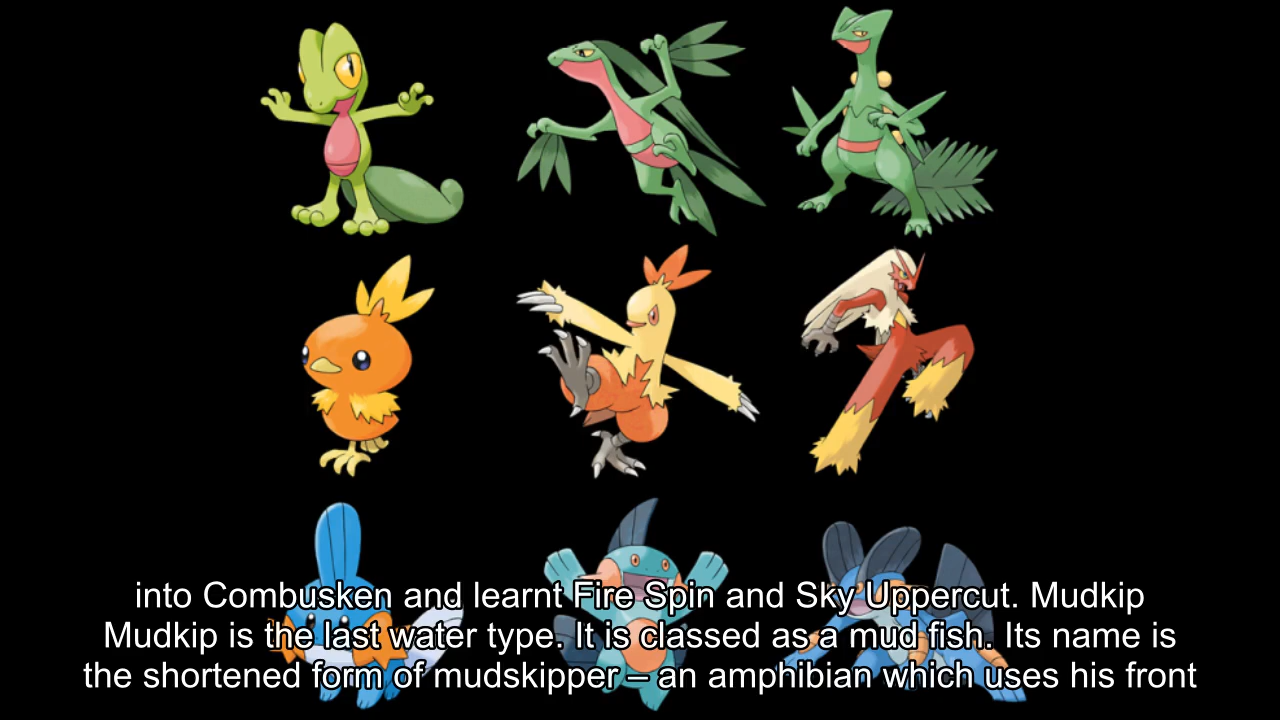 into Combusken and learnt Fire Spin and Sky Uppercut. Mudkip
Mudkip is the last water type. It is classed as a mud fish. Its name is
the shortened form of mudskipper – an amphibian which uses his front